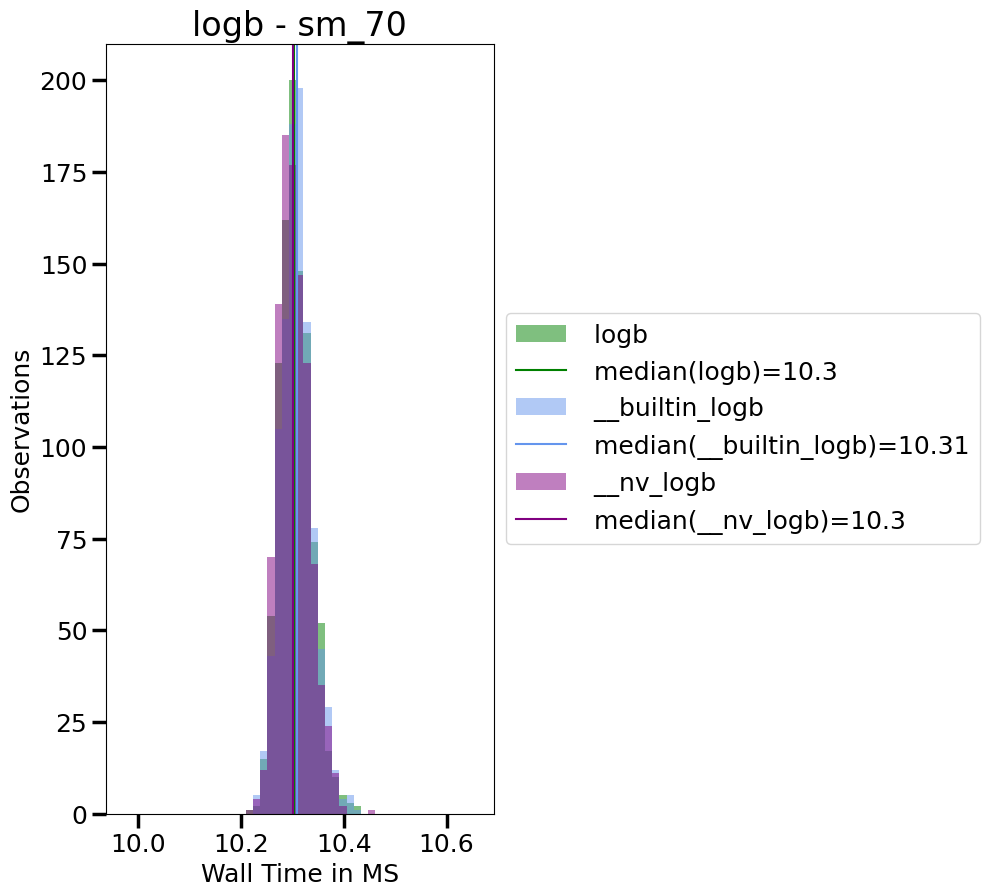 logb - sm_70
200
175
150
125
100
75
50
25
0
Observations
10.0 10.2 10.4 10.6
Wall Time in MS
logb
median(logb)=10.3
__builtin_logb
median(__builtin_logb)=10.31
__nv_logb
median(__nv_logb)=10.3